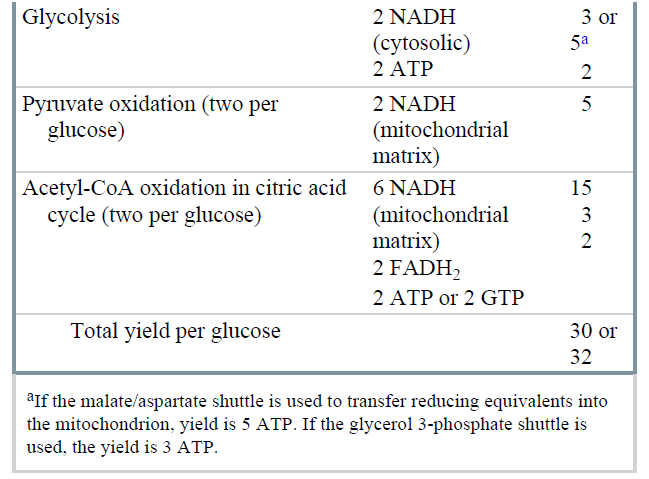 Glycolysis 2 NADH 3 or
(cytosolic) 5a
2 ATP 2
Pyruvate oxidation (two per 2 NADH 5
glucose) (mitochondrial
matrix)
Acetyl-CoA oxidation in citric acid 6 NADH 15
cycle (two per glucose) (mitochondrial 3
matrix) 2
2 FADH₂
2 ATP or 2 GTP
Total yield per glucose 30 or
32
aIf the malate/aspartate shuttle is used to transfer reducing equivalents into
the mitochondrion, yield is 5 ATP. If the glycerol 3-phosphate shuttle is
used, the yield is 3 ATP.